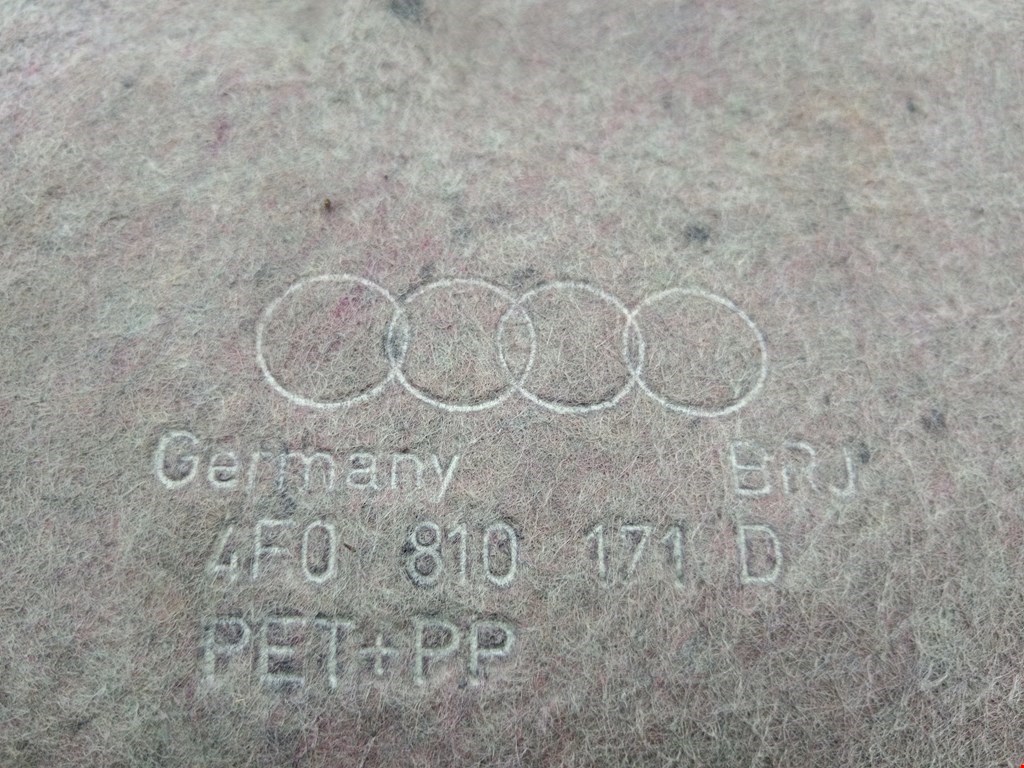 Germany BRJ
4F0 810 171 D
PET+PP